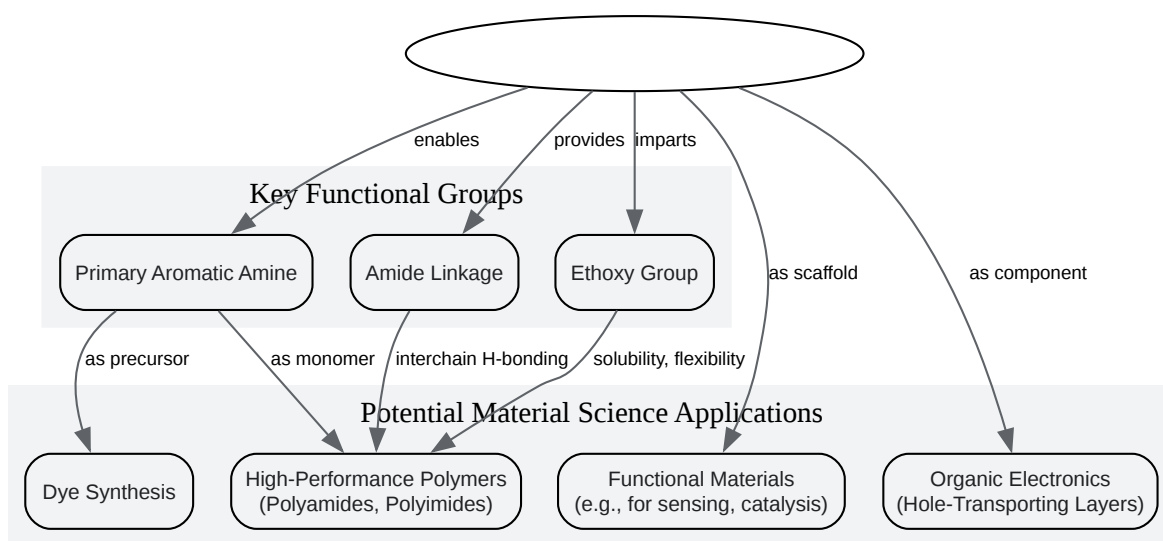 enables
provides
imparts
Key Functional Groups
Primary Aromatic Amine
Amide Linkage
Ethoxy Group
as scaffold
as component
as precursor
as monomer
interchain H-bonding
solubility, flexibility
Potential Material Science Applications
Dye Synthesis
High-Performance Polymers
(Polyamides, Polyimides)
Functional Materials
(e.g., for sensing, catalysis)
Organic Electronics
(Hole-Transporting Layers)